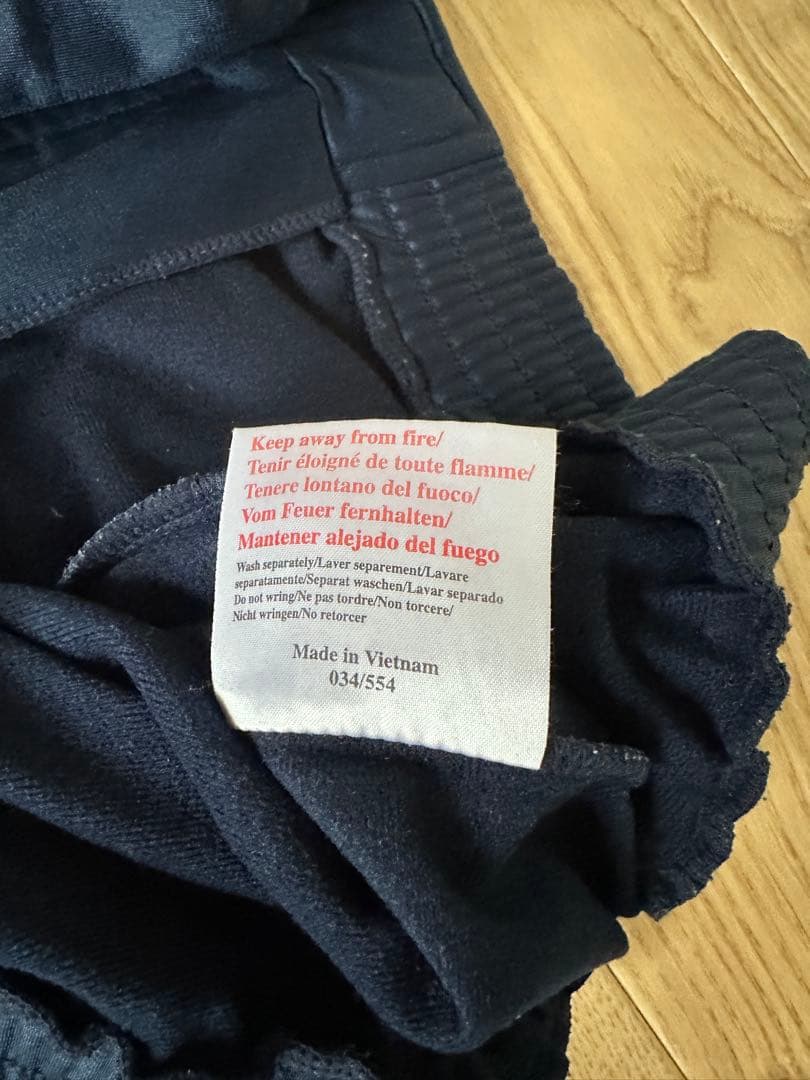 Keep away from fire/
Tenir éloigné de toute flamme/
Tenere lontano del fuoco/
Vom Feuer fernhalten/
Mantener alejado del fuego
Wash separately/Laver separement/Lavare
separatamente/Separat waschen/Lavar separado
Do not wring/Ne pas tordre/Non torcere/
Nicht wringen/No retorcer
Made in Vietnam
034/554